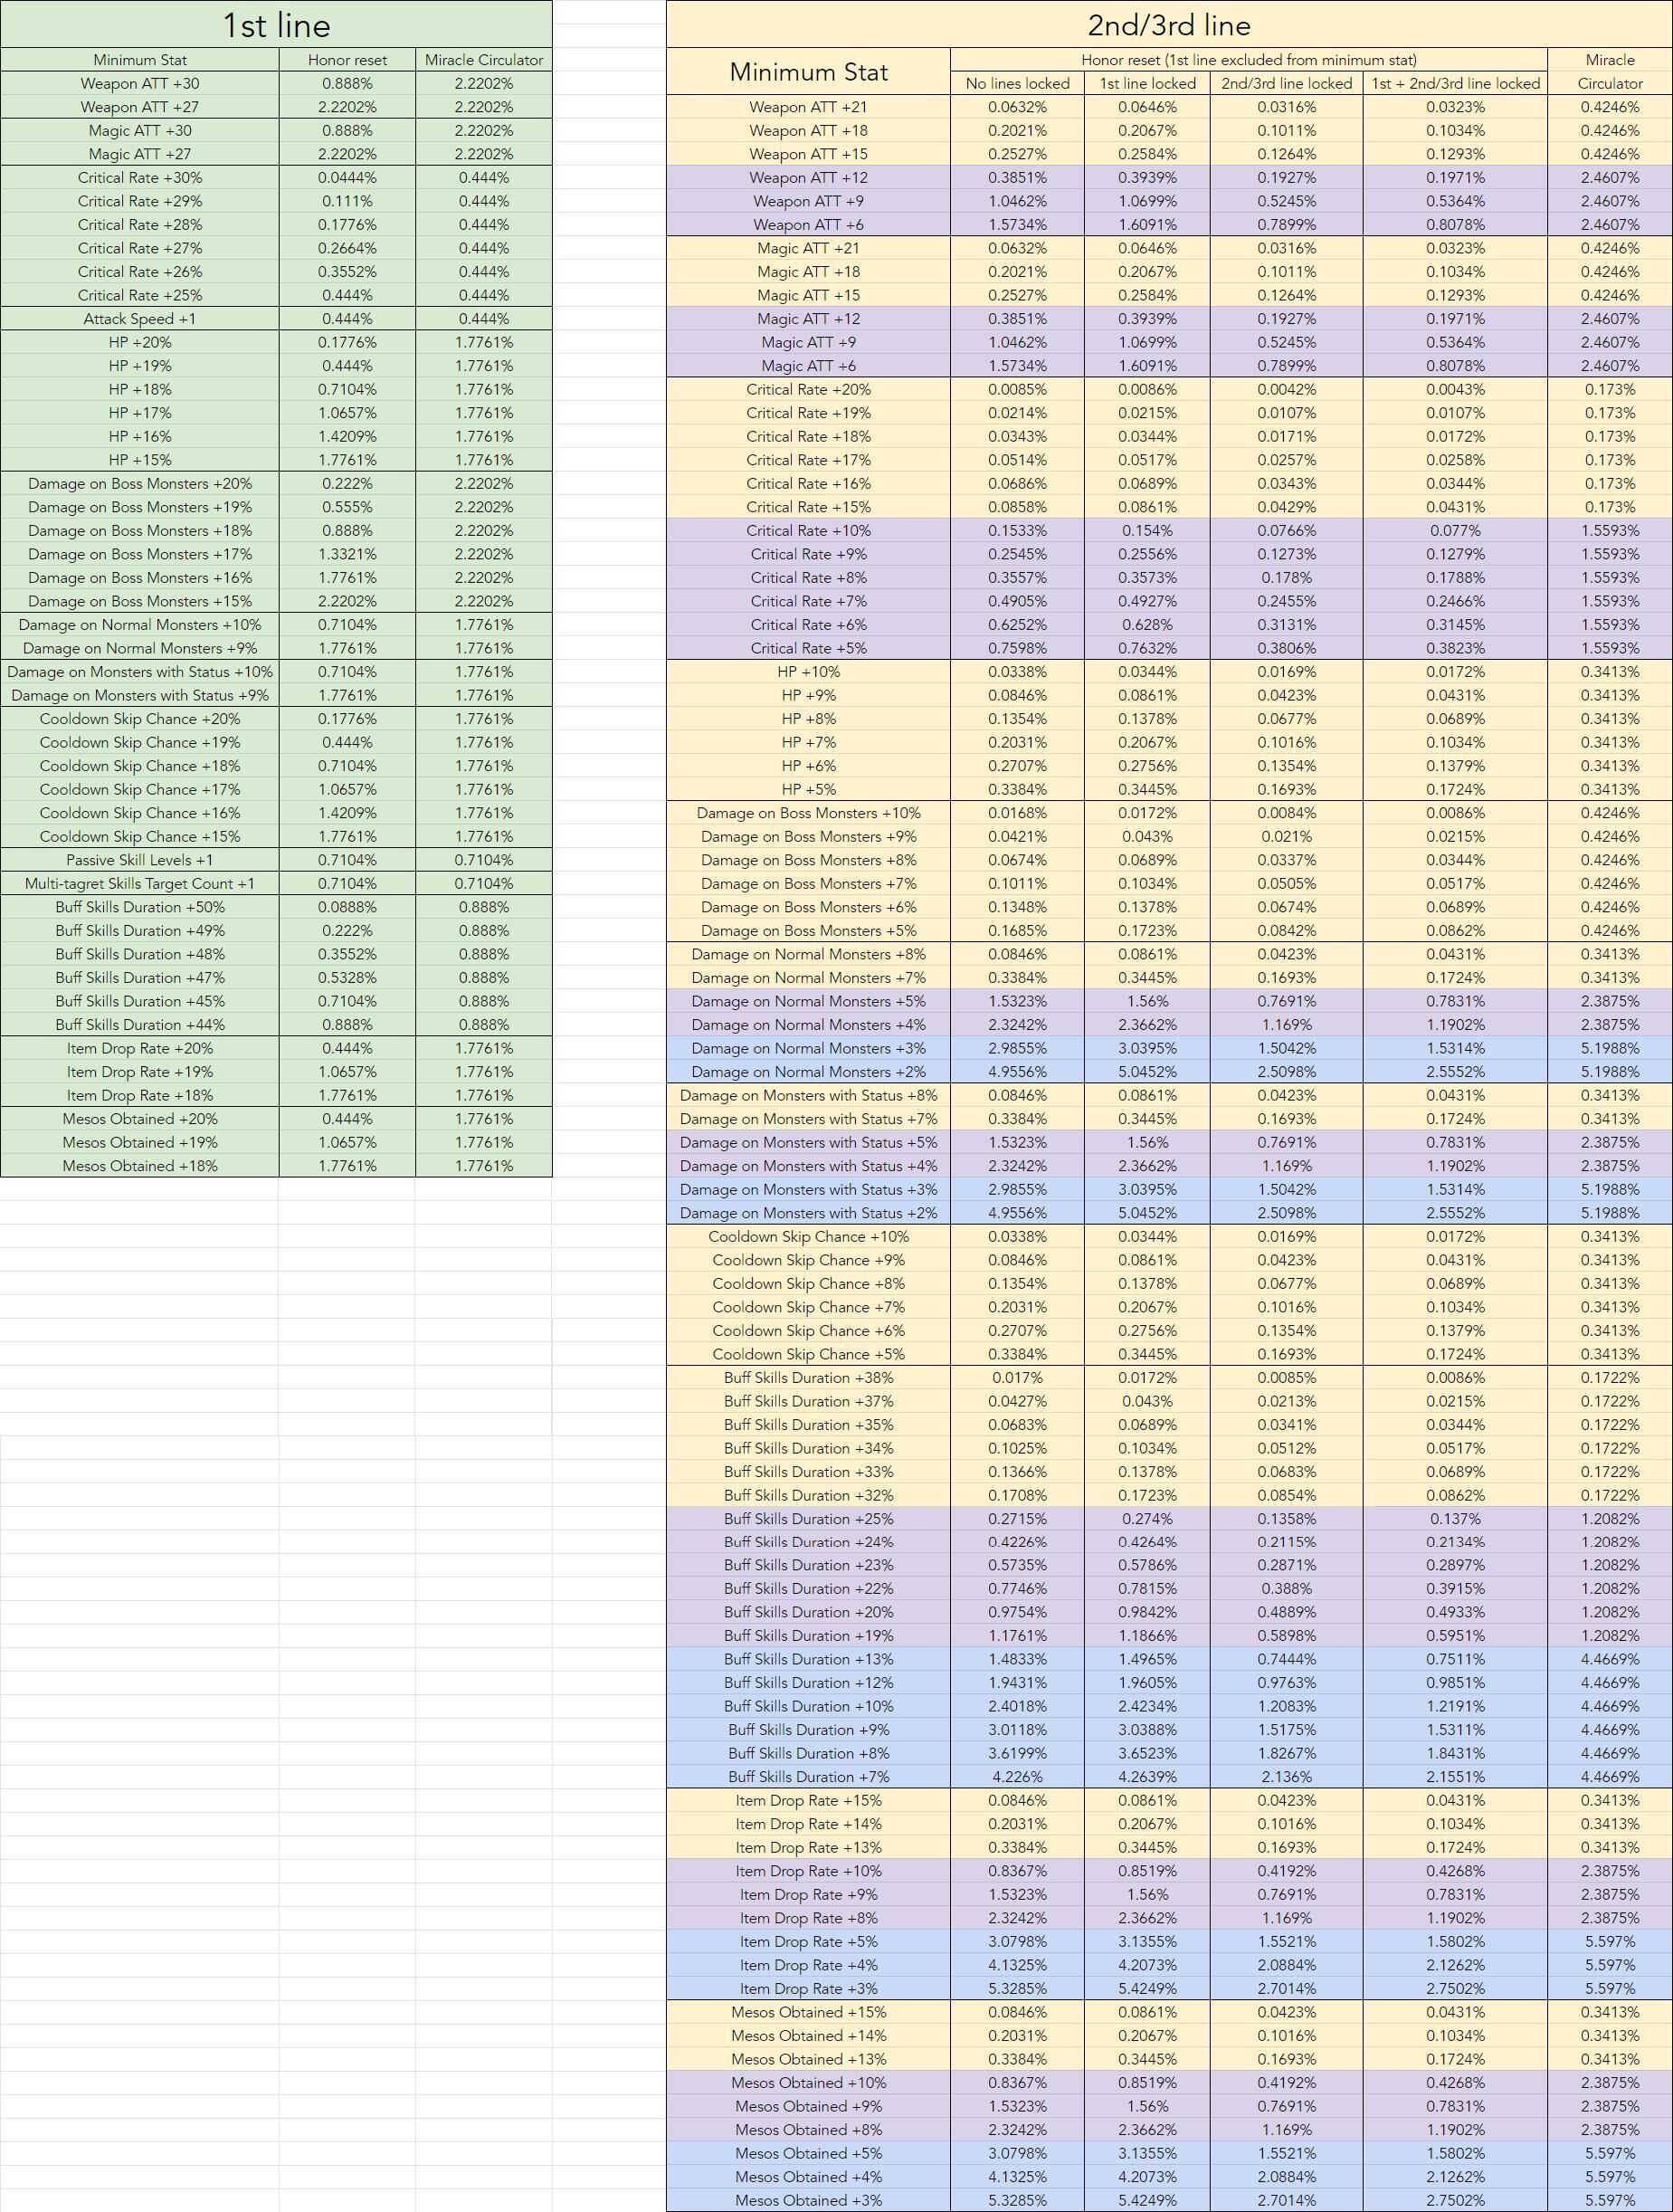 1st line
Minimum Stat Honor reset Miracle Circulator
Weapon ATT +30 0.888% 2.2202%
Weapon ATT +27 2.2202% 2.2202%
Magic ATT +30 0.888% 2.2202%
Magic ATT +27 2.2202% 2.2202%
Critical Rate +30% 0.0444% 0.444%
Critical Rate +29% 0.111% 0.444%
Critical Rate +28% 0.1776% 0.444%
Critical Rate +27% 0.2664% 0.444%
Critical Rate +26% 0.3552% 0.444%
Critical Rate +25% 0.444% 0.444%
Attack Speed +1 0.444% 0.444%
HP +20% 0.1776% 1.7761%
HP +19% 0.444% 1.7761%
HP +18% 0.7104% 1.7761%
HP +17% 1.0657% 1.7761%
HP +16% 1.4209% 1.7761%
HP +15% 1.7761% 1.7761%
Damage on Boss Monsters +20% 0.222% 2.2202%
Damage on Boss Monsters +19% 0.555% 2.2202%
Damage on Boss Monsters +18% 0.888% 2.2202%
Damage on Boss Monsters +17% 1.3321% 2.2202%
Damage on Boss Monsters +16% 1.7761% 2.2202%
Damage on Boss Monsters +15% 2.2202% 2.2202%
Damage on Normal Monsters +10% 0.7104% 1.7761%
Damage on Normal Monsters +9% 1.7761% 1.7761%
Damage on Monsters with Status +10% 0.7104% 1.7761%
Damage on Monsters with Status +9% 1.7761% 1.7761%
Cooldown Skip Chance +20% 0.1776% 1.7761%
Cooldown Skip Chance +19% 0.444% 1.7761%
Cooldown Skip Chance +18% 0.7104% 1.7761%
Cooldown Skip Chance +17% 1.0657% 1.7761%
Cooldown Skip Chance +16% 1.4209% 1.7761%
Cooldown Skip Chance +15% 1.7761% 1.7761%
Passive Skill Levels +1 0.7104% 0.7104%
Multi-tagret Skills Target Count +1 0.7104% 0.7104%
Buff Skills Duration +50% 0.0888% 0.888%
Buff Skills Duration +49% 0.222% 0.888%
Buff Skills Duration +48% 0.3552% 0.888%
Buff Skills Duration +47% 0.5328% 0.888%
Buff Skills Duration +45% 0.7104% 0.888%
Buff Skills Duration +44% 0.888% 0.888%
Item Drop Rate +20% 0.444% 1.7761%
Item Drop Rate +19% 1.0657% 1.7761%
Item Drop Rate +18% 1.7761% 1.7761%
Mesos Obtained +20% 0.444% 1.7761%
Mesos Obtained +19% 1.0657% 1.7761%
Mesos Obtained +18% 1.7761% 1.7761%
2nd/3rd line
Minimum Stat
Honor reset (1st line excluded from minimum stat) Miracle
No lines locked 1st line locked 2nd/3rd line locked 1st + 2nd/3rd line locked Circulator
Weapon ATT +21 0.0632% 0.0646% 0.0316% 0.0323% 0.4246%
Weapon ATT +18 0.2021% 0.2067% 0.1011% 0.1034% 0.4246%
Weapon ATT +15 0.2527% 0.2584% 0.1264% 0.1293% 0.4246%
Weapon ATT +12 0.3851% 0.3939% 0.1927% 0.1971% 2.4607%
Weapon ATT +9 1.0462% 1.0699% 0.5245% 0.5364% 2.4607%
Weapon ATT +6 1.5734% 1.6091% 0.7899% 0.8078% 2.4607%
Magic ATT +21 0.0632% 0.0646% 0.0316% 0.0323% 0.4246%
Magic ATT +18 0.2021% 0.2067% 0.1011% 0.1034% 0.4246%
Magic ATT +15 0.2527% 0.2584% 0.1264% 0.1293% 0.4246%
Magic ATT +12 0.3851% 0.3939% 0.1927% 0.1971% 2.4607%
Magic ATT +9 1.0462% 1.0699% 0.5245% 0.5364% 2.4607%
Magic ATT +6 1.5734% 1.6091% 0.7899% 0.8078% 2.4607%
Critical Rate +20% 0.0085% 0.0086% 0.0042% 0.0043% 0.173%
Critical Rate +19% 0.0214% 0.0215% 0.0107% 0.0107% 0.173%
Critical Rate +18% 0.0343% 0.0344% 0.0171% 0.0172% 0.173%
Critical Rate +17% 0.0514% 0.0517% 0.0257% 0.0258% 0.173%
Critical Rate +16% 0.0686% 0.0689% 0.0343% 0.0344% 0.173%
Critical Rate +15% 0.0858% 0.0861% 0.0429% 0.0431% 0.173%
Critical Rate +10% 0.1533% 0.154% 0.0766% 0.077% 1.5593%
Critical Rate +9% 0.2545% 0.2556% 0.1273% 0.1279% 1.5593%
Critical Rate +8% 0.3557% 0.3573% 0.178% 0.1788% 1.5593%
Critical Rate +7% 0.4905% 0.4927% 0.2455% 0.2466% 1.5593%
Critical Rate +6% 0.6252% 0.628% 0.3131% 0.3145% 1.5593%
Critical Rate +5% 0.7598% 0.7632% 0.3806% 0.3823% 1.5593%
HP +10% 0.0338% 0.0344% 0.0169% 0.0172% 0.3413%
HP +9% 0.0846% 0.0861% 0.0423% 0.0431% 0.3413%
HP +8% 0.1354% 0.1378% 0.0677% 0.0689% 0.3413%
HP +7% 0.2031% 0.2067% 0.1016% 0.1034% 0.3413%
HP +6% 0.2707% 0.2756% 0.1354% 0.1379% 0.3413%
HP +5% 0.3384% 0.3445% 0.1693% 0.1724% 0.3413%
Damage on Boss Monsters +10% 0.0168% 0.0172% 0.0084% 0.0086% 0.4246%
Damage on Boss Monsters +9% 0.0421% 0.043% 0.021% 0.0215% 0.4246%
Damage on Boss Monsters +8% 0.0674% 0.0689% 0.0337% 0.0344% 0.4246%
Damage on Boss Monsters +7% 0.1011% 0.1034% 0.0505% 0.0517% 0.4246%
Damage on Boss Monsters +6% 0.1348% 0.1378% 0.0674% 0.0689% 0.4246%
Damage on Boss Monsters +5% 0.1685% 0.1723% 0.0842% 0.0862% 0.4246%
Damage on Normal Monsters +8% 0.0846% 0.0861% 0.0423% 0.0431% 0.3413%
Damage on Normal Monsters +7% 0.3384% 0.3445% 0.1693% 0.1724% 0.3413%
Damage on Normal Monsters +5% 1.5323% 1.56% 0.7691% 0.7831% 2.3875%
Damage on Normal Monsters +4% 2.3242% 2.3662% 1.169% 1.1902% 2.3875%
Damage on Normal Monsters +3% 2.9855% 3.0395% 1.5042% 1.5314% 5.1988%
Damage on Normal Monsters +2% 4.9556% 5.0452% 2.5098% 2.5552% 5.1988%
Damage on Monsters with Status +8% 0.0846% 0.0861% 0.0423% 0.0431% 0.3413%
Damage on Monsters with Status +7% 0.3384% 0.3445% 0.1693% 0.1724% 0.3413%
Damage on Monsters with Status +5% 1.5323% 1.56% 0.7691% 0.7831% 2.3875%
Damage on Monsters with Status +4% 2.3242% 2.3662% 1.169% 1.1902% 2.3875%
Damage on Monsters with Status +3% 2.9855% 3.0395% 1.5042% 1.5314% 5.1988%
Damage on Monsters with Status +2% 4.9556% 5.0452% 2.5098% 2.5552% 5.1988%
Cooldown Skip Chance +10% 0.0338% 0.0344% 0.0169% 0.0172% 0.3413%
Cooldown Skip Chance +9% 0.0846% 0.0861% 0.0423% 0.0431% 0.3413%
Cooldown Skip Chance +8% 0.1354% 0.1378% 0.0677% 0.0689% 0.3413%
Cooldown Skip Chance +7% 0.2031% 0.2067% 0.1016% 0.1034% 0.3413%
Cooldown Skip Chance +6% 0.2707% 0.2756% 0.1354% 0.1379% 0.3413%
Cooldown Skip Chance +5% 0.3384% 0.3445% 0.1693% 0.1724% 0.3413%
Buff Skills Duration +38% 0.017% 0.0172% 0.0085% 0.0086% 0.1722%
Buff Skills Duration +37% 0.0427% 0.043% 0.0213% 0.0215% 0.1722%
Buff Skills Duration +35% 0.0683% 0.0689% 0.0341% 0.0344% 0.1722%
Buff Skills Duration +34% 0.1025% 0.1034% 0.0512% 0.0517% 0.1722%
Buff Skills Duration +33% 0.1366% 0.1378% 0.0683% 0.0689% 0.1722%
Buff Skills Duration +32% 0.1708% 0.1723% 0.0854% 0.0862% 0.1722%
Buff Skills Duration +25% 0.2715% 0.274% 0.1358% 0.137% 1.2082%
Buff Skills Duration +24% 0.4226% 0.4264% 0.2115% 0.2134% 1.2082%
Buff Skills Duration +23% 0.5735% 0.5786% 0.2871% 0.2897% 1.2082%
Buff Skills Duration +22% 0.7746% 0.7815% 0.388% 0.3915% 1.2082%
Buff Skills Duration +20% 0.9754% 0.9842% 0.4889% 0.4933% 1.2082%
Buff Skills Duration +19% 1.1761% 1.1866% 0.5898% 0.5951% 1.2082%
Buff Skills Duration +13% 1.4833% 1.4965% 0.7444% 0.7511% 4.4669%
Buff Skills Duration +12% 1.9431% 1.9605% 0.9763% 0.9851% 4.4669%
Buff Skills Duration +10% 2.4018% 2.4234% 1.2083% 1.2191% 4.4669%
Buff Skills Duration +9% 3.0118% 3.0388% 1.5175% 1.5311% 4.4669%
Buff Skills Duration +8% 3.6199% 3.6523% 1.8267% 1.8431% 4.4669%
Buff Skills Duration +7% 4.226% 4.2639% 2.136% 2.1551% 4.4669%
Item Drop Rate +15% 0.0846% 0.0861% 0.0423% 0.0431% 0.3413%
Item Drop Rate +14% 0.2031% 0.2067% 0.1016% 0.1034% 0.3413%
Item Drop Rate +13% 0.3384% 0.3445% 0.1693% 0.1724% 0.3413%
Item Drop Rate +10% 0.8367% 0.8519% 0.4192% 0.4268% 2.3875%
Item Drop Rate +9% 1.5323% 1.56% 0.7691% 0.7831% 2.3875%
Item Drop Rate +8% 2.3242% 2.3662% 1.169% 1.1902% 2.3875%
Item Drop Rate +5% 3.0798% 3.1355% 1.5521% 1.5802% 5.597%
Item Drop Rate +4% 4.1325% 4.2073% 2.0884% 2.1262% 5.597%
Item Drop Rate +3% 5.3285% 5.4249% 2.7014% 2.7502% 5.597%
Mesos Obtained +15% 0.0846% 0.0861% 0.0423% 0.0431% 0.3413%
Mesos Obtained +14% 0.2031% 0.2067% 0.1016% 0.1034% 0.3413%
Mesos Obtained +13% 0.3384% 0.3445% 0.1693% 0.1724% 0.3413%
Mesos Obtained +10% 0.8367% 0.8519% 0.4192% 0.4268% 2.3875%
Mesos Obtained +9% 1.5323% 1.56% 0.7691% 0.7831% 2.3875%
Mesos Obtained +8% 2.3242% 2.3662% 1.169% 1.1902% 2.3875%
Mesos Obtained +5% 3.0798% 3.1355% 1.5521% 1.5802% 5.597%
Mesos Obtained +4% 4.1325% 4.2073% 2.0884% 2.1262% 5.597%
Mesos Obtained +3% 5.3285% 5.4249% 2.7014% 2.7502% 5.597%